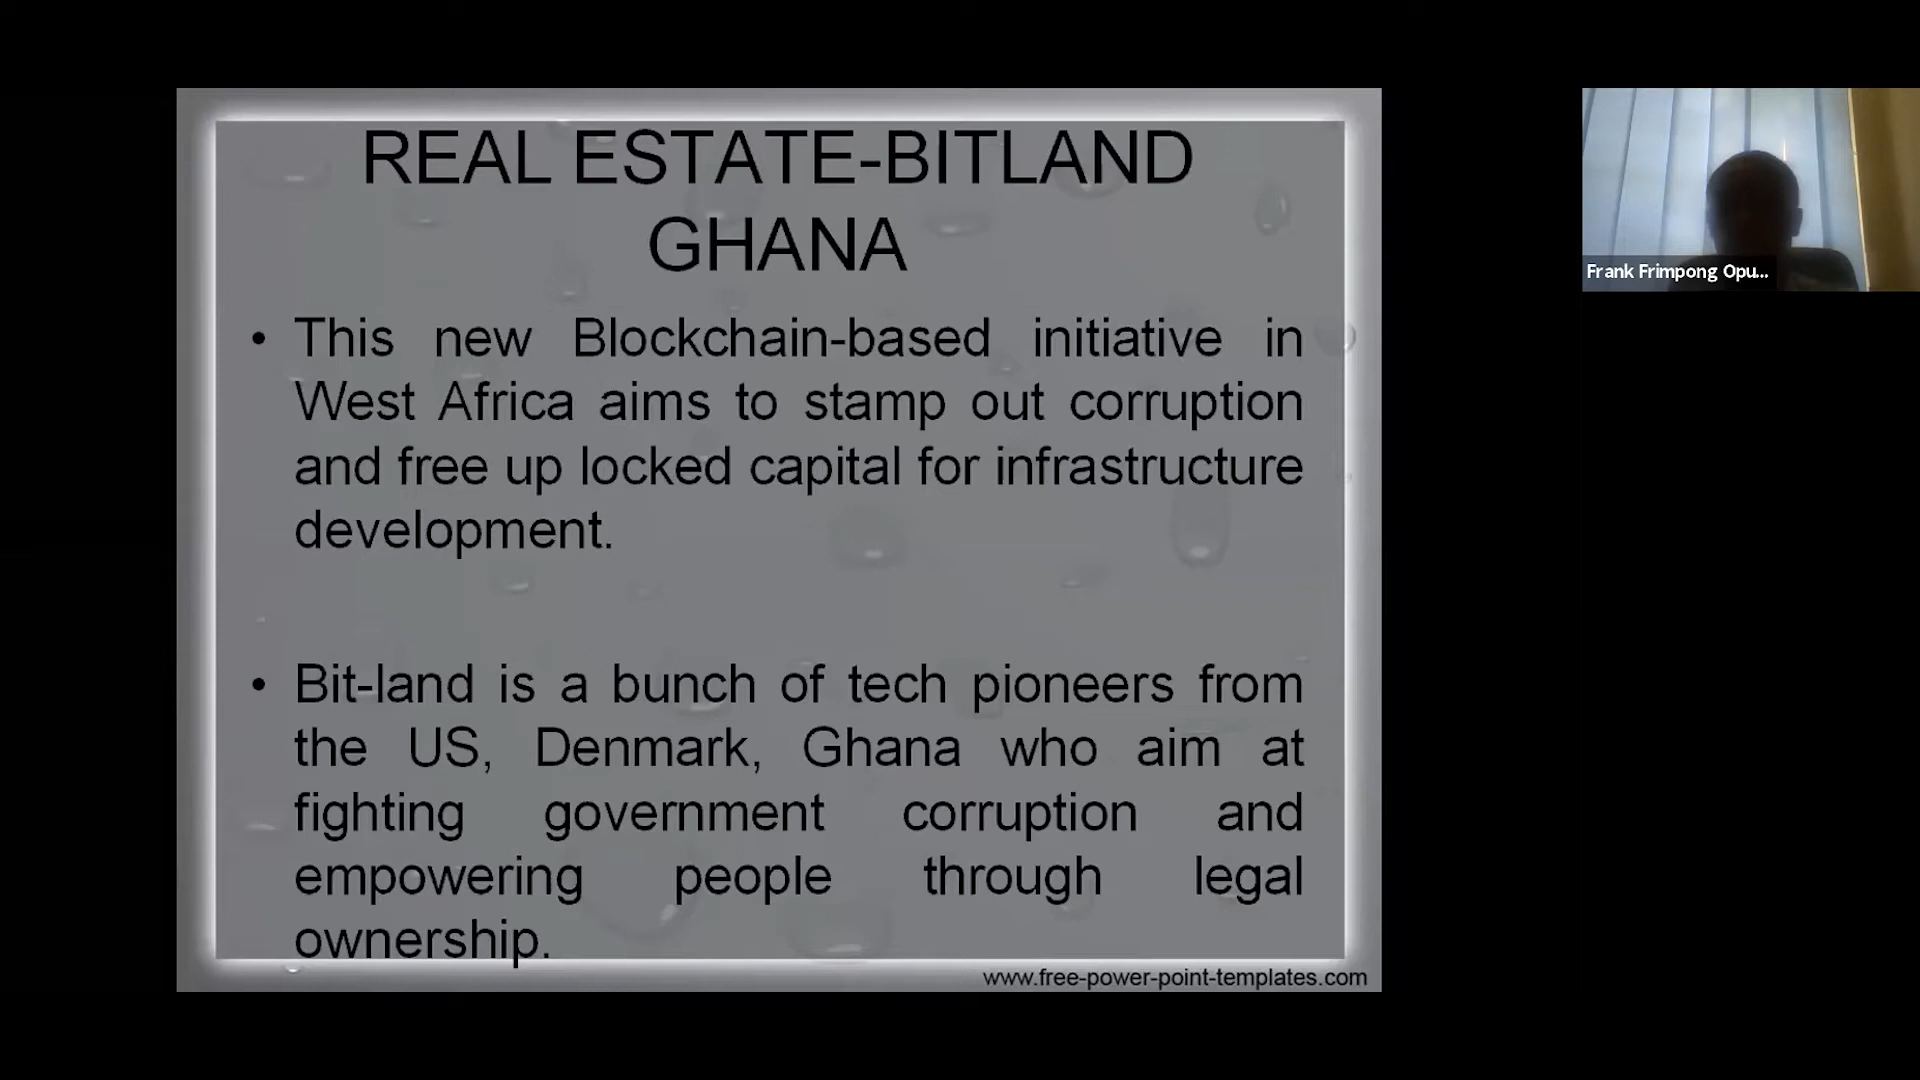 REAL ESTATE-BITLAND
GHANA
• This new Blockchain-based initiative in
West Africa aims to stamp out corruption
and free up locked capital for infrastructure
development.
• Bit-land is a bunch of tech pioneers from
the US, Denmark, Ghana who aim at
fighting government corruption and
empowering people through legal
ownership.
www.free-power-point-templates.com
Frank Frimpong Opu...